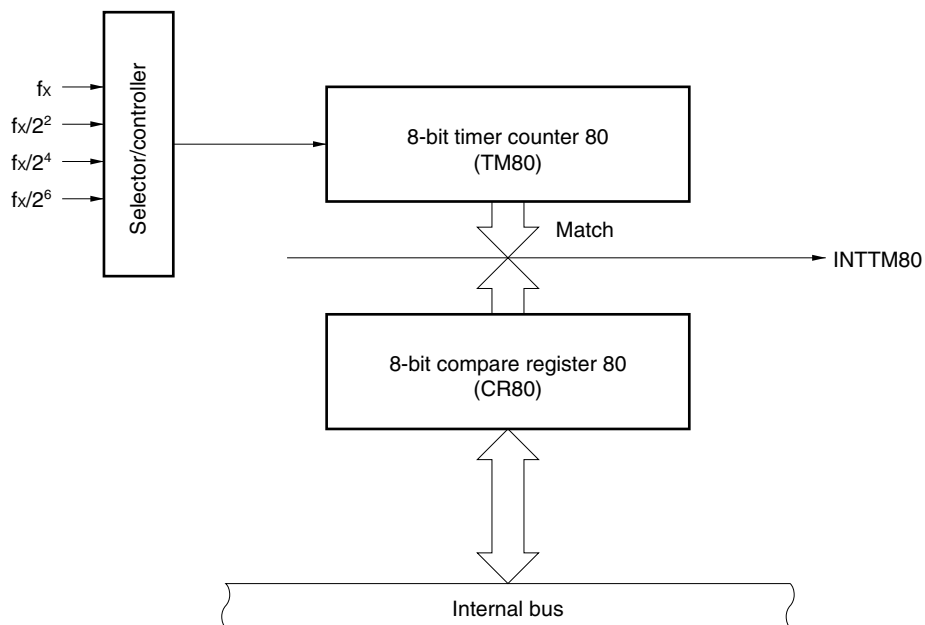 fx
fx/2²
fx/2⁴
fx/2⁶
Selector/controller
8-bit timer counter 80
(TM80)
Match
INTTM80
8-bit compare register 80
(CR80)
Internal bus